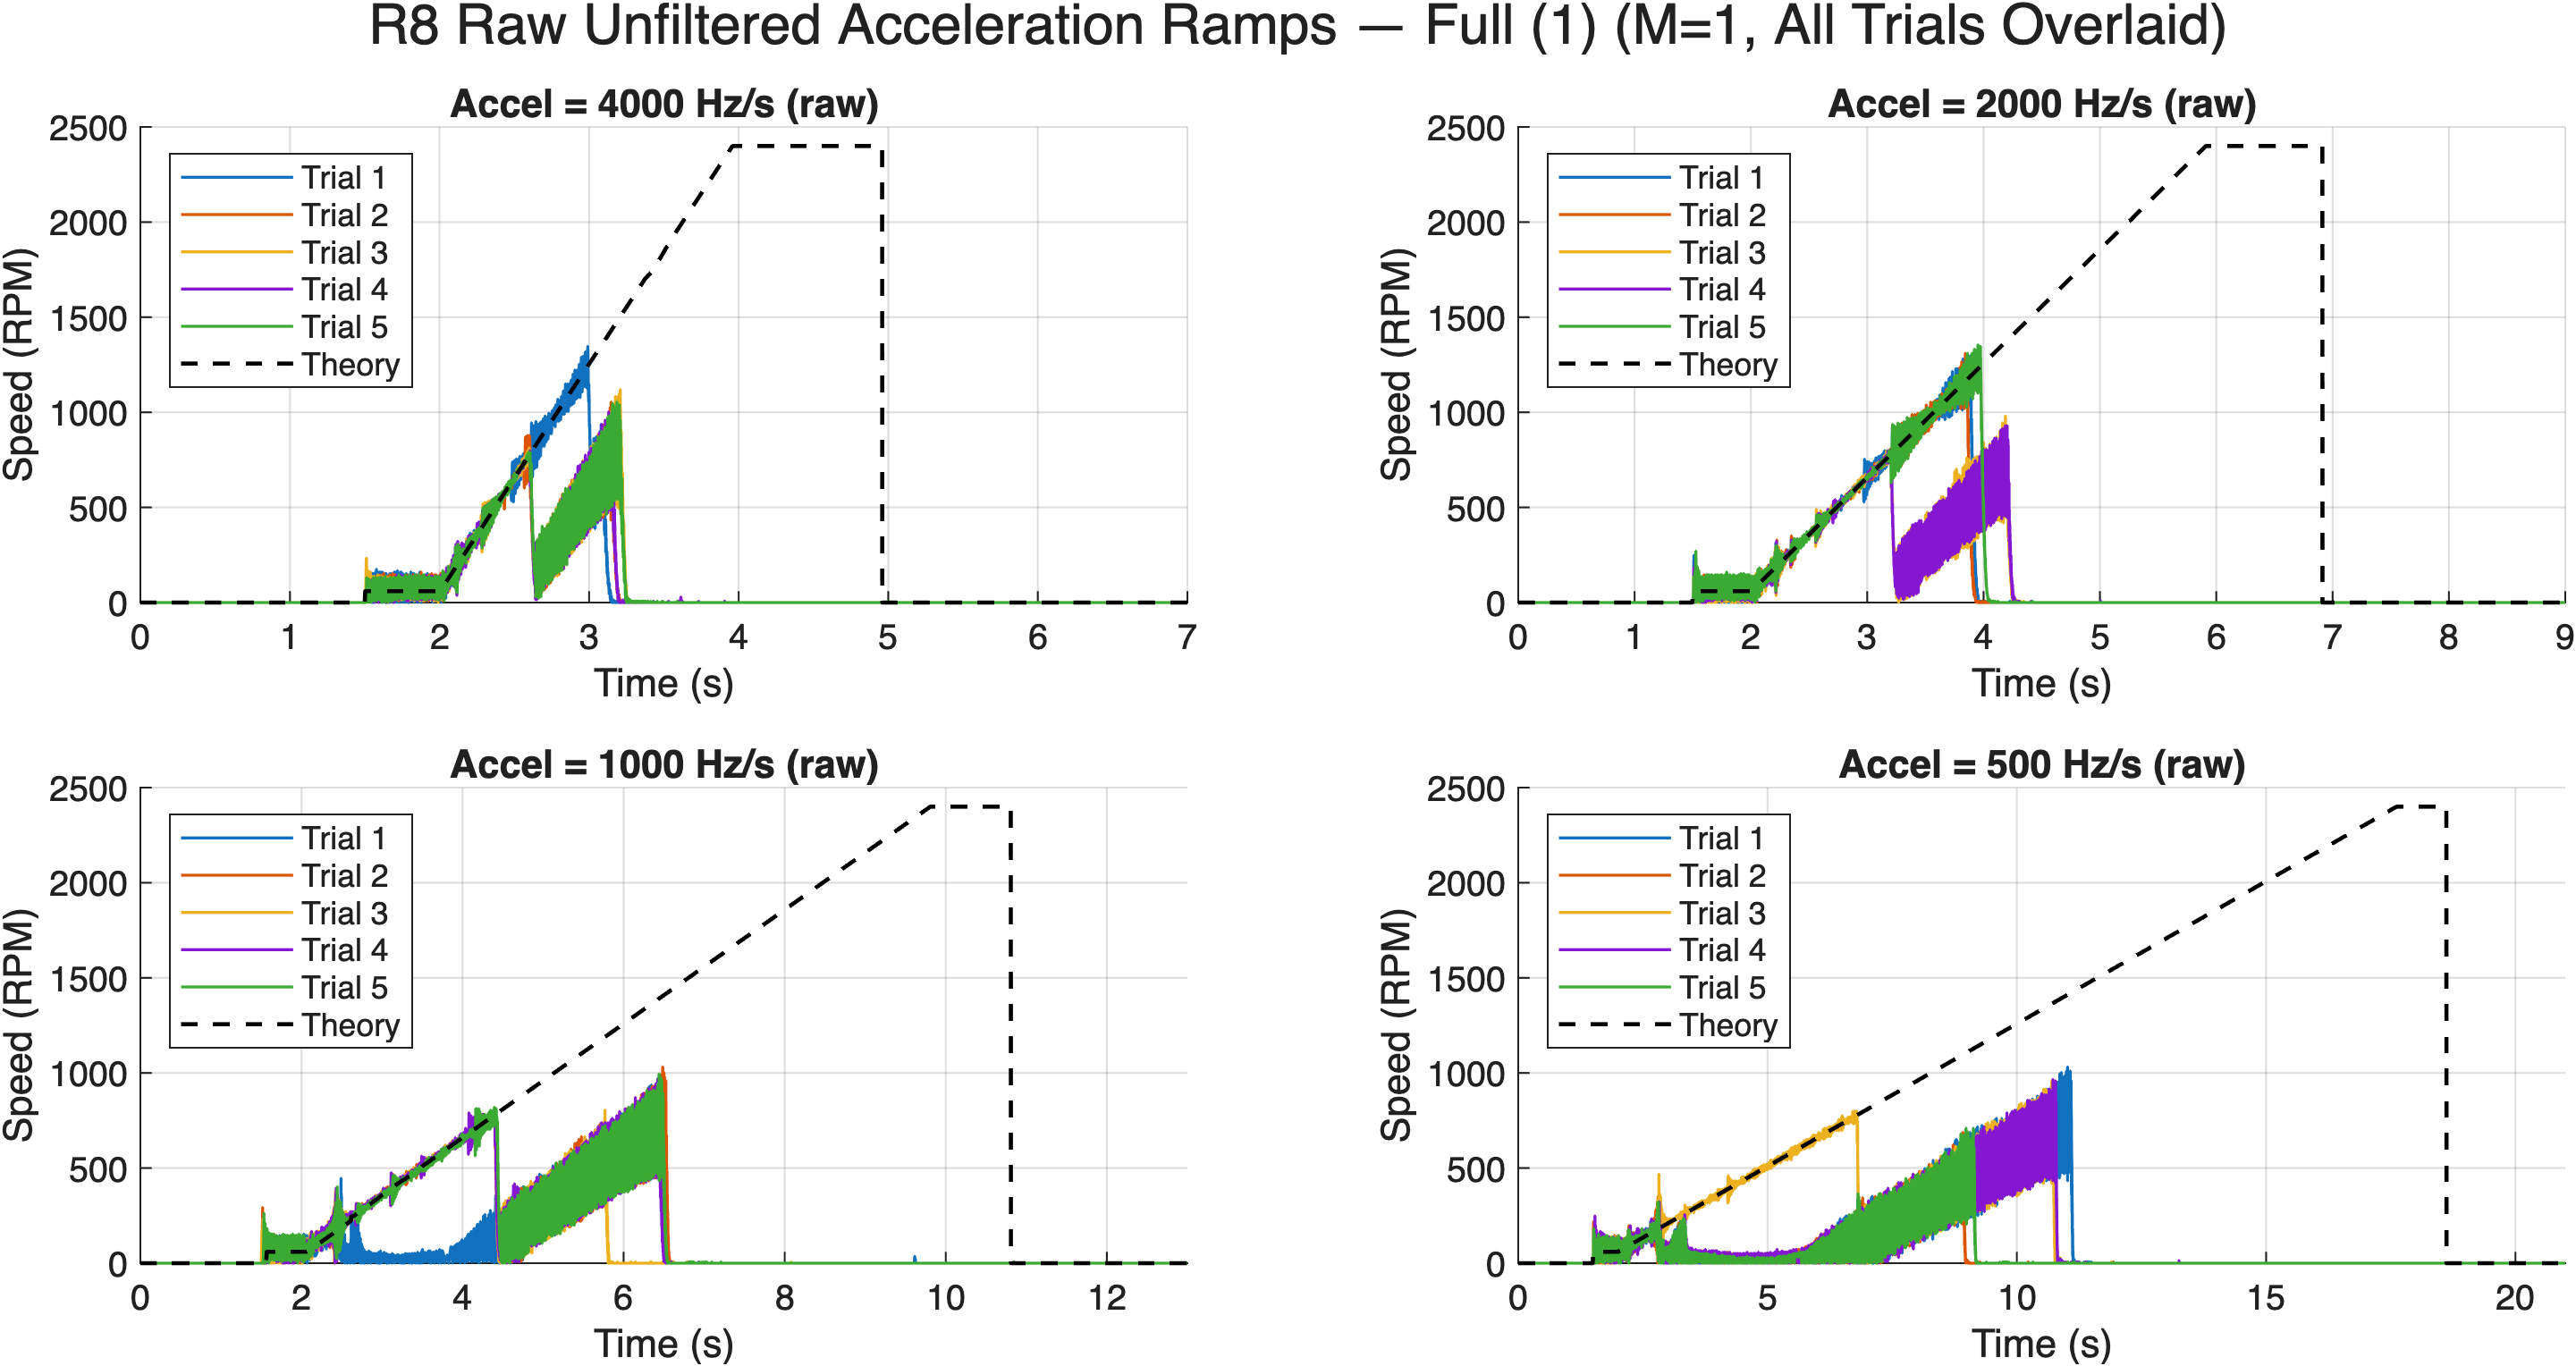 R8 Raw Unfiltered Acceleration Ramps — Full (1) (M=1, All Trials Overlaid)
Accel = 4000 Hz/s (raw)
2500
2000
1500
1000
500
0
Speed (RPM)
Trial 1
Trial 2
Trial 3
Trial 4
Trial 5
Theory
0 1 2 3 4 5 6 7
Time (s)
Accel = 2000 Hz/s (raw)
2500
2000
1500
1000
500
0
Speed (RPM)
Trial 1
Trial 2
Trial 3
Trial 4
Trial 5
Theory
0 1 2 3 4 5 6 7 8 9
Time (s)
Accel = 1000 Hz/s (raw)
2500
2000
1500
1000
500
0
Speed (RPM)
Trial 1
Trial 2
Trial 3
Trial 4
Trial 5
Theory
0 2 4 6 8 10 12
Time (s)
Accel = 500 Hz/s (raw)
2500
2000
1500
1000
500
0
Speed (RPM)
Trial 1
Trial 2
Trial 3
Trial 4
Trial 5
Theory
0 5 10 15 20
Time (s)